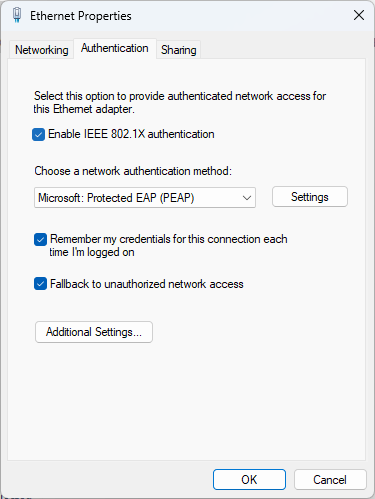 Ethernet Properties
Networking Authentication Sharing
Select this option to provide authenticated network access for
this Ethernet adapter.
Enable IEEE 802.1X authentication
Choose a network authentication method:
Microsoft: Protected EAP (PEAP) Settings
Remember my credentials for this connection each
time I'm logged on
Fallback to unauthorized network access
Additional Settings...
OK Cancel